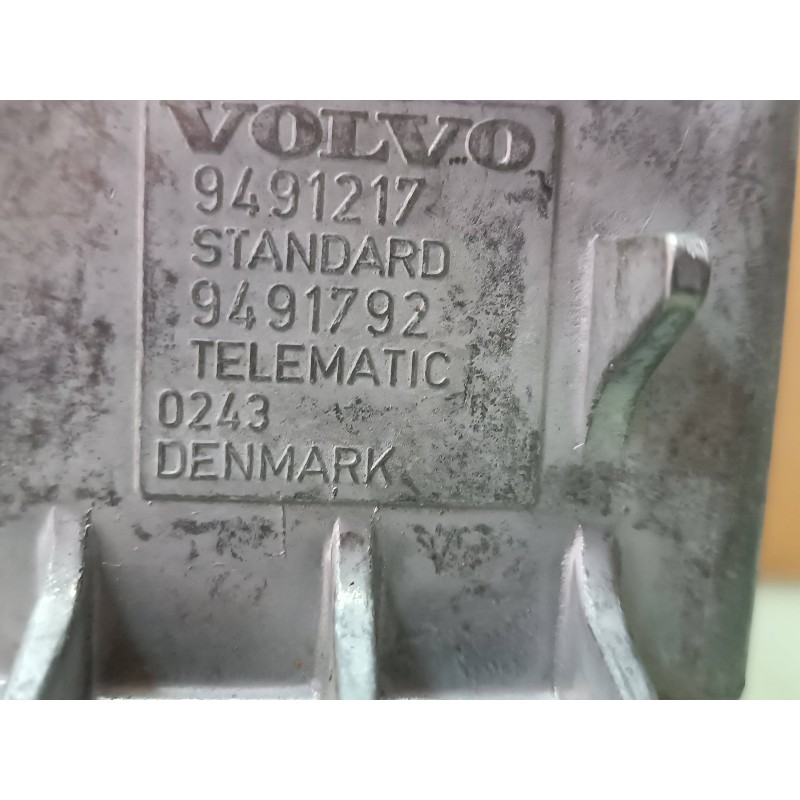 VOLVO
9491217
STANDARD
9491792
TELEMATIC
0243
DENMARK